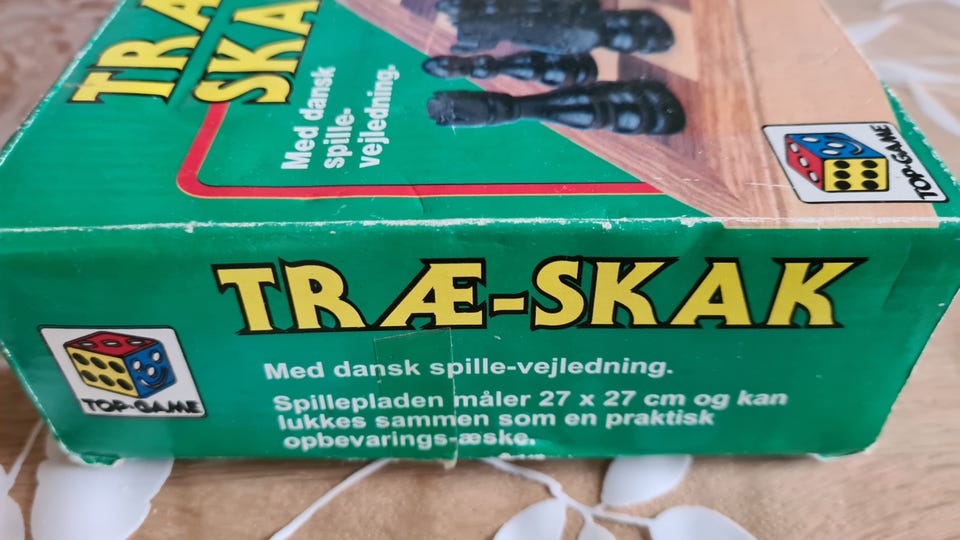 TRÆ
SKA
Med dansk
spille-
vejledning.
TOP-GAME
TRÆ-SKAK
TOP-GAME
Med dansk spille-vejledning.
Spillepladen måler 27 x 27 cm og kan
lukkes sammen som en praktisk
opbevarings-æske.